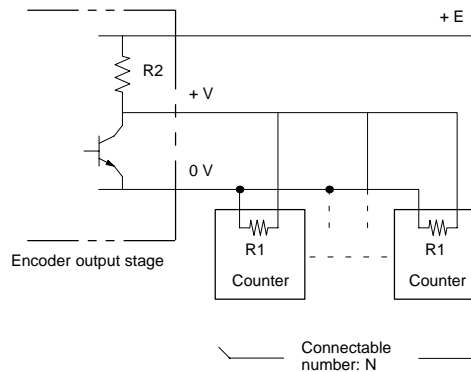 + E
R2
+ V
0 V
R1
R1
Encoder output stage
Counter
Counter
Connectable
number: N